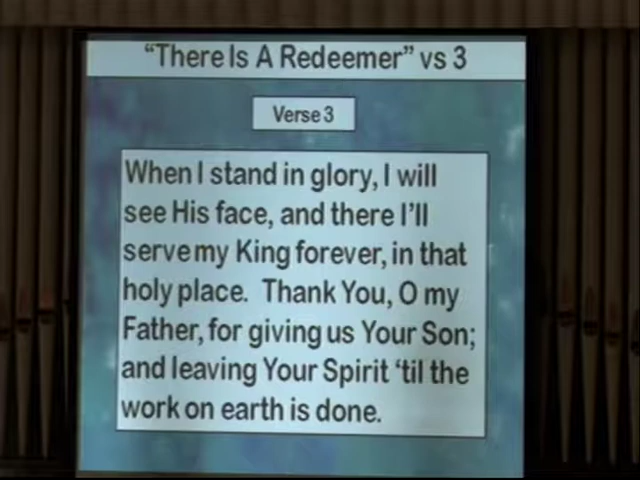 “There Is A Redeemer” vs 3
Verse 3
When I stand in glory, I will
see His face, and there I’ll
serve my King forever, in that
holy place. Thank You, O my
Father, for giving us Your Son;
and leaving Your Spirit ‘til the
work on earth is done.